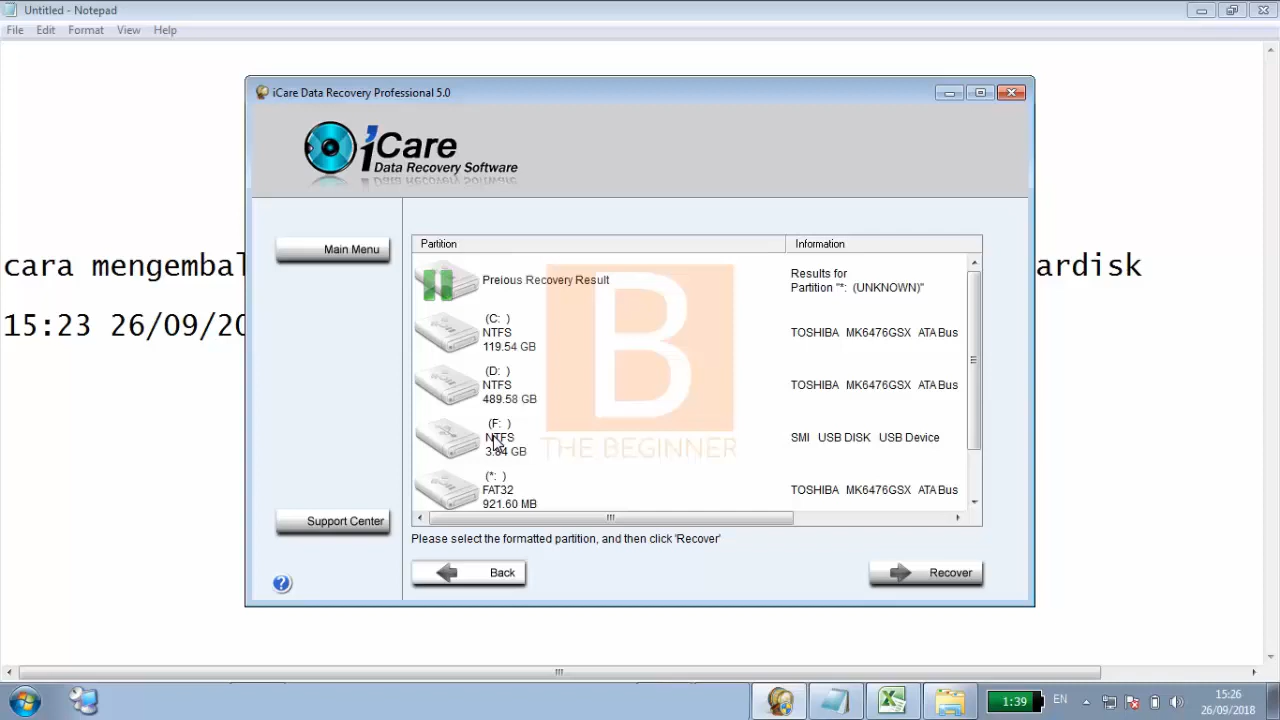 Untitled - Notepad
File Edit Format View Help
iCare Data Recovery Professional 5.0
iCare
Data Recovery Software
Main Menu
Partition Information
Preious Recovery Result
Results for
Partition "*: (UNKNOWN)"
(C: )
NTFS
119.54 GB
TOSHIBA MK6476GSX ATA Bus
(D: )
NTFS
489.58 GB
TOSHIBA MK6476GSX ATA Bus
(F: )
NTFS
GB
SMI USB DISK USB Device
(*: )
FAT32
921.60 MB
TOSHIBA MK6476GSX ATA Bus
B
THE BEGINNER
cara mengembal
ardisk
15:23 26/09/20
Please select the formatted partition, and then click 'Recover'
Support Center
Back
Recover
1:39
EN
15:26
26/09/2018